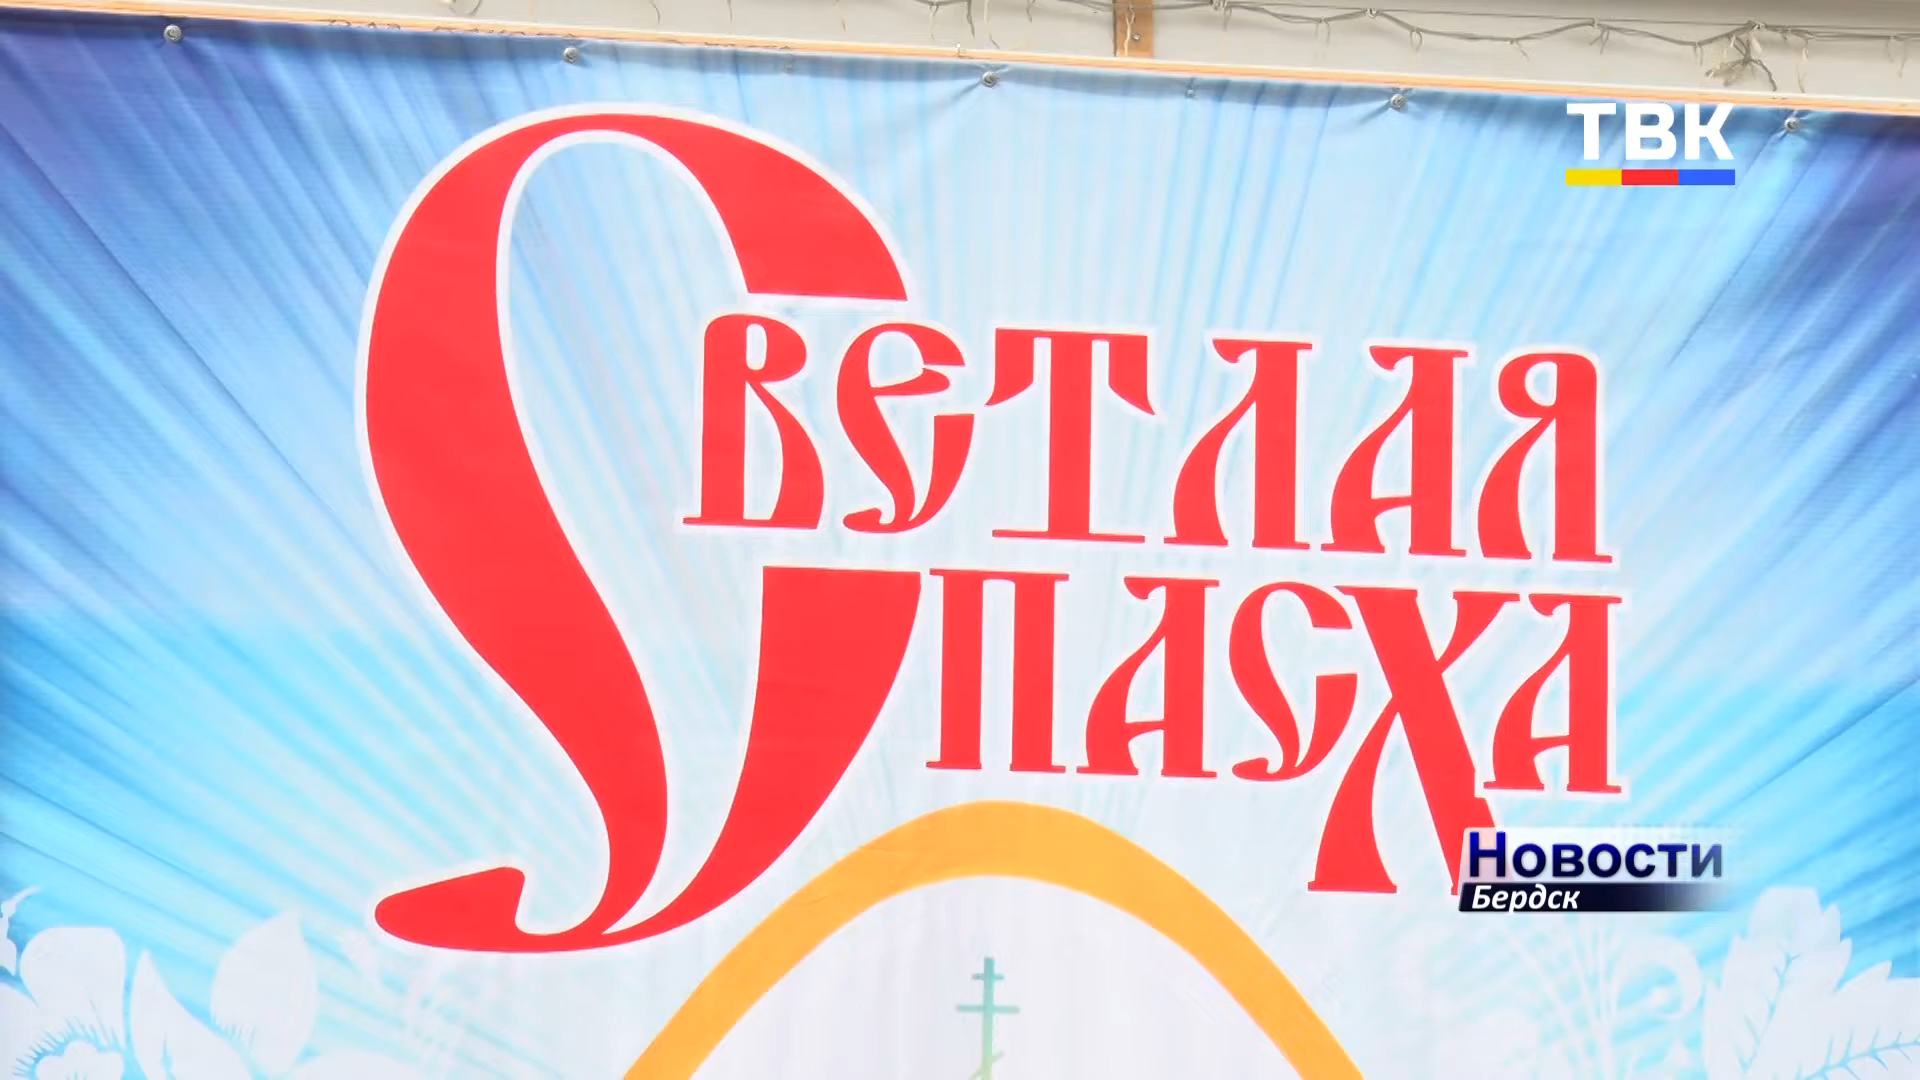 ТВК
Светлая
Пасха
Новости
Бердск